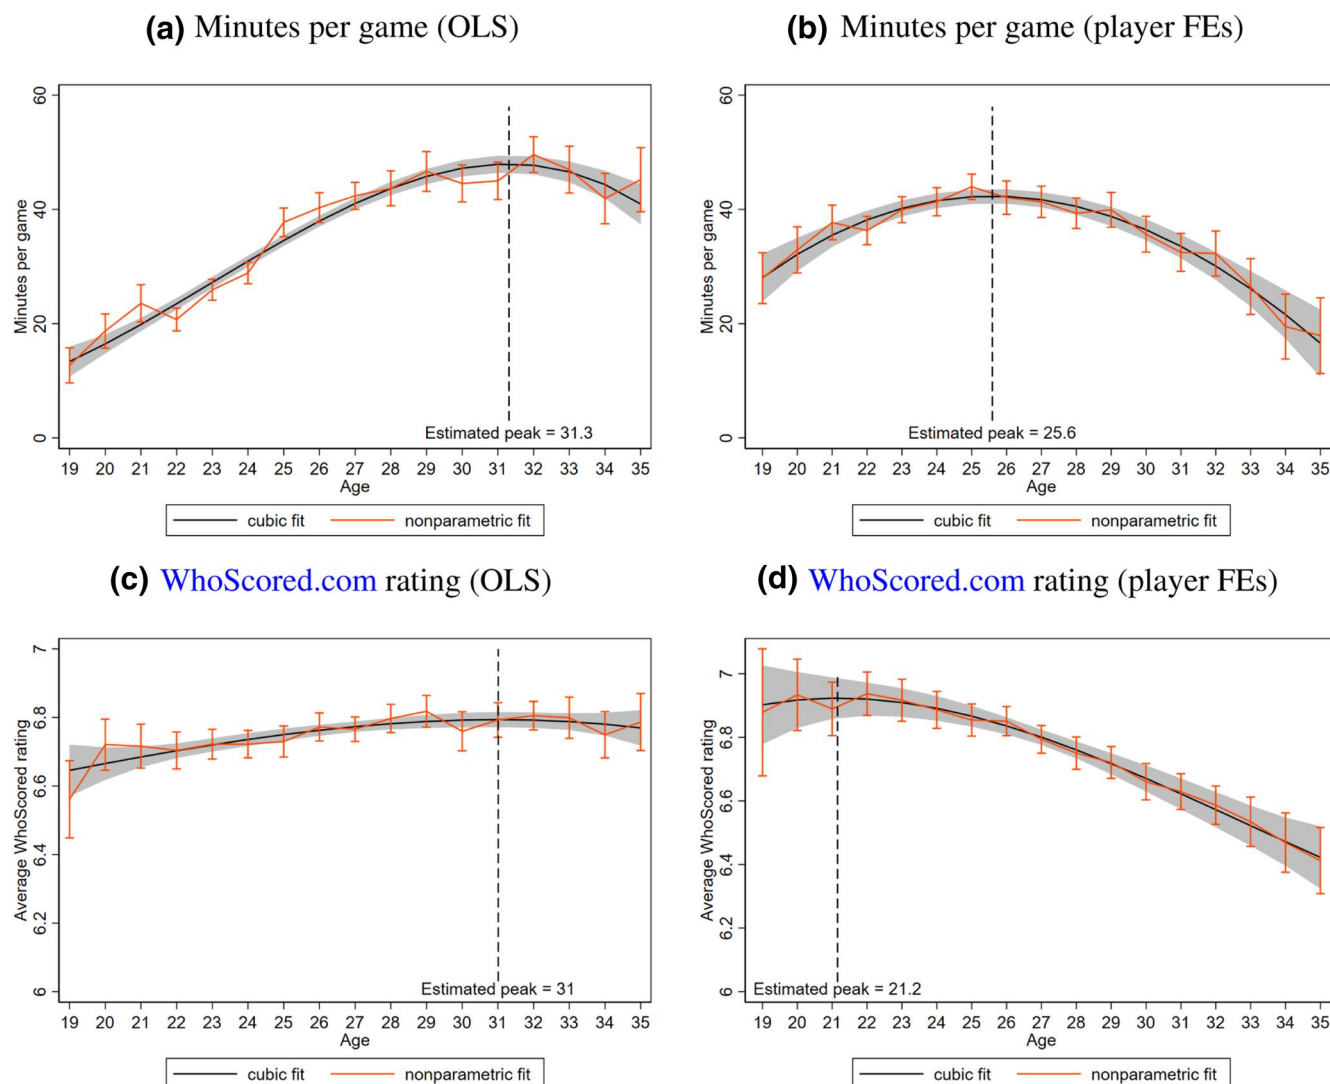 (a) Minutes per game (OLS)
60
40
20
0
Minutes per game
Estimated peak = 31.3
19 20 21 22 23 24 25 26 27 28 29 30 31 32 33 34 35
Age
cubic fit nonparametric fit
(b) Minutes per game (player FEs)
60
40
20
0
Minutes per game
Estimated peak = 25.6
19 20 21 22 23 24 25 26 27 28 29 30 31 32 33 34 35
Age
cubic fit nonparametric fit
(c) WhoScored.com rating (OLS)
7
6.8
6.6
6.4
6.2
6
Average WhoScored rating
Estimated peak = 31
19 20 21 22 23 24 25 26 27 28 29 30 31 32 33 34 35
Age
cubic fit nonparametric fit
(d) WhoScored.com rating (player FEs)
7
6.8
6.6
6.4
6.2
6
Average WhoScored rating
Estimated peak = 21.2
19 20 21 22 23 24 25 26 27 28 29 30 31 32 33 34 35
Age
cubic fit nonparametric fit